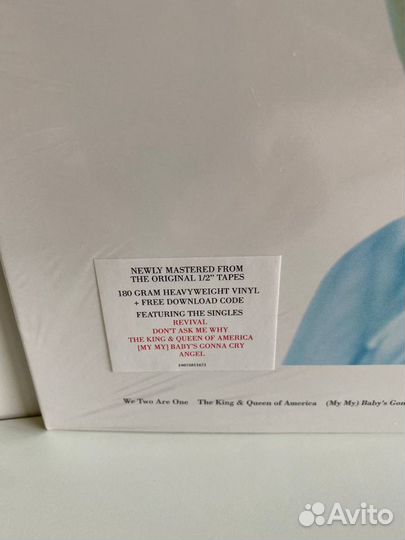 NEWLY MASTERED FROM
THE ORIGINAL 1/2" TAPES
180 GRAM HEAVYWEIGHT VINYL
+ FREE DOWNLOAD CODE
FEATURING THE SINGLES
REVIVAL
DON'T ASK ME WHY
THE KING & QUEEN OF AMERICA
[MY MY] BABY'S GONNA CRY
ANGEL
We Two Are One The King & Queen of America (My My) Baby's Gon
Avito